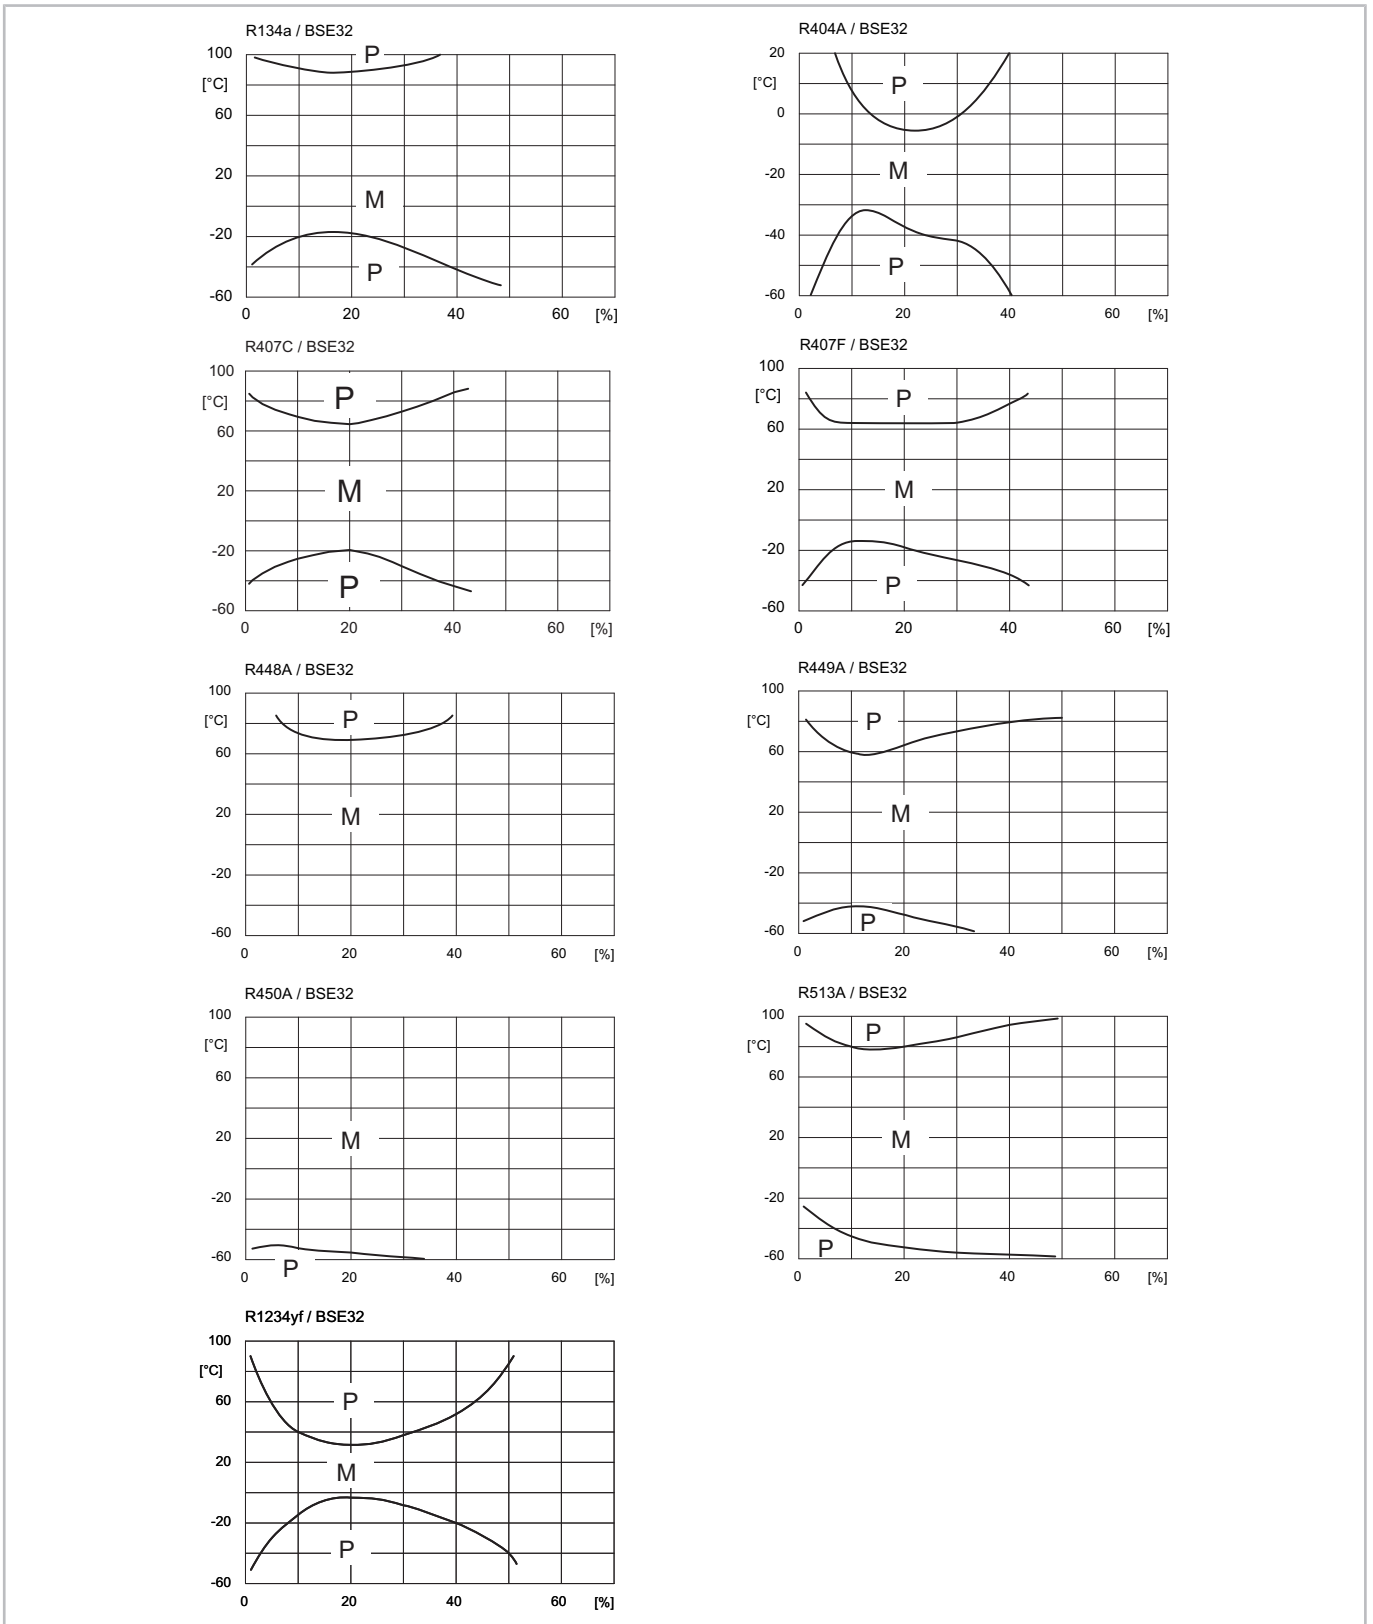 R134a / BSE32
100
[°C]
60
20
-20
-60
P
M
P
0 20 40 60 [%]
R404A / BSE32
20
[°C]
0
-20
-40
-60
P
M
P
0 20 40 60 [%]
R407C / BSE32
100
[°C]
60
20
-20
-60
P
M
P
0 20 40 60 [%]
R407F / BSE32
100
[°C]
60
20
-20
-60
P
M
P
0 20 40 60 [%]
R448A / BSE32
100
[°C]
60
20
-20
-60
P
M
0 20 40 60 [%]
R449A / BSE32
100
[°C]
60
20
-20
-60
P
M
P
0 20 40 60 [%]
R450A / BSE32
100
[°C]
60
20
-20
-60
M
P
0 20 40 60 [%]
R513A / BSE32
100
[°C]
60
20
-20
-60
P
M
P
0 20 40 60 [%]
R1234yf / BSE32
100
[°C]
60
20
-20
-60
P
M
P
0 20 40 60 [%]